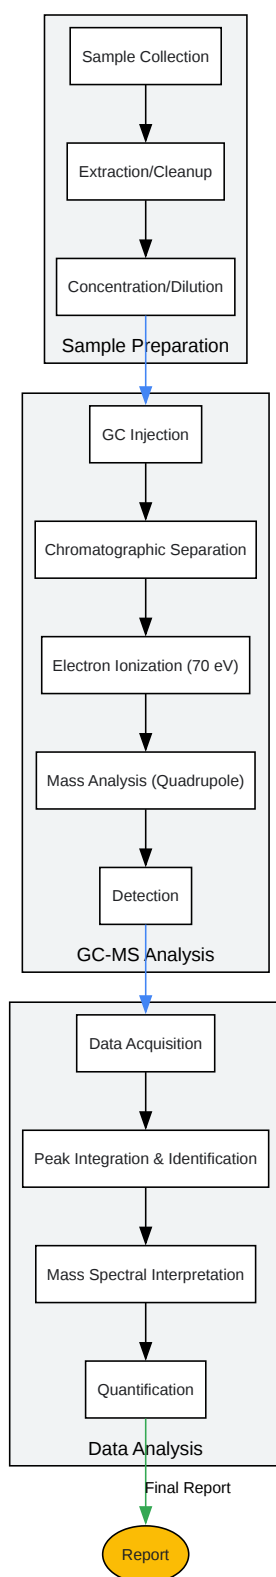 Sample Collection
Extraction/Cleanup
Concentration/Dilution
Sample Preparation
GC Injection
Chromatographic Separation
Electron Ionization (70 eV)
Mass Analysis (Quadrupole)
Detection
GC-MS Analysis
Data Acquisition
Peak Integration & Identification
Mass Spectral Interpretation
Quantification
Data Analysis
Final Report
Report